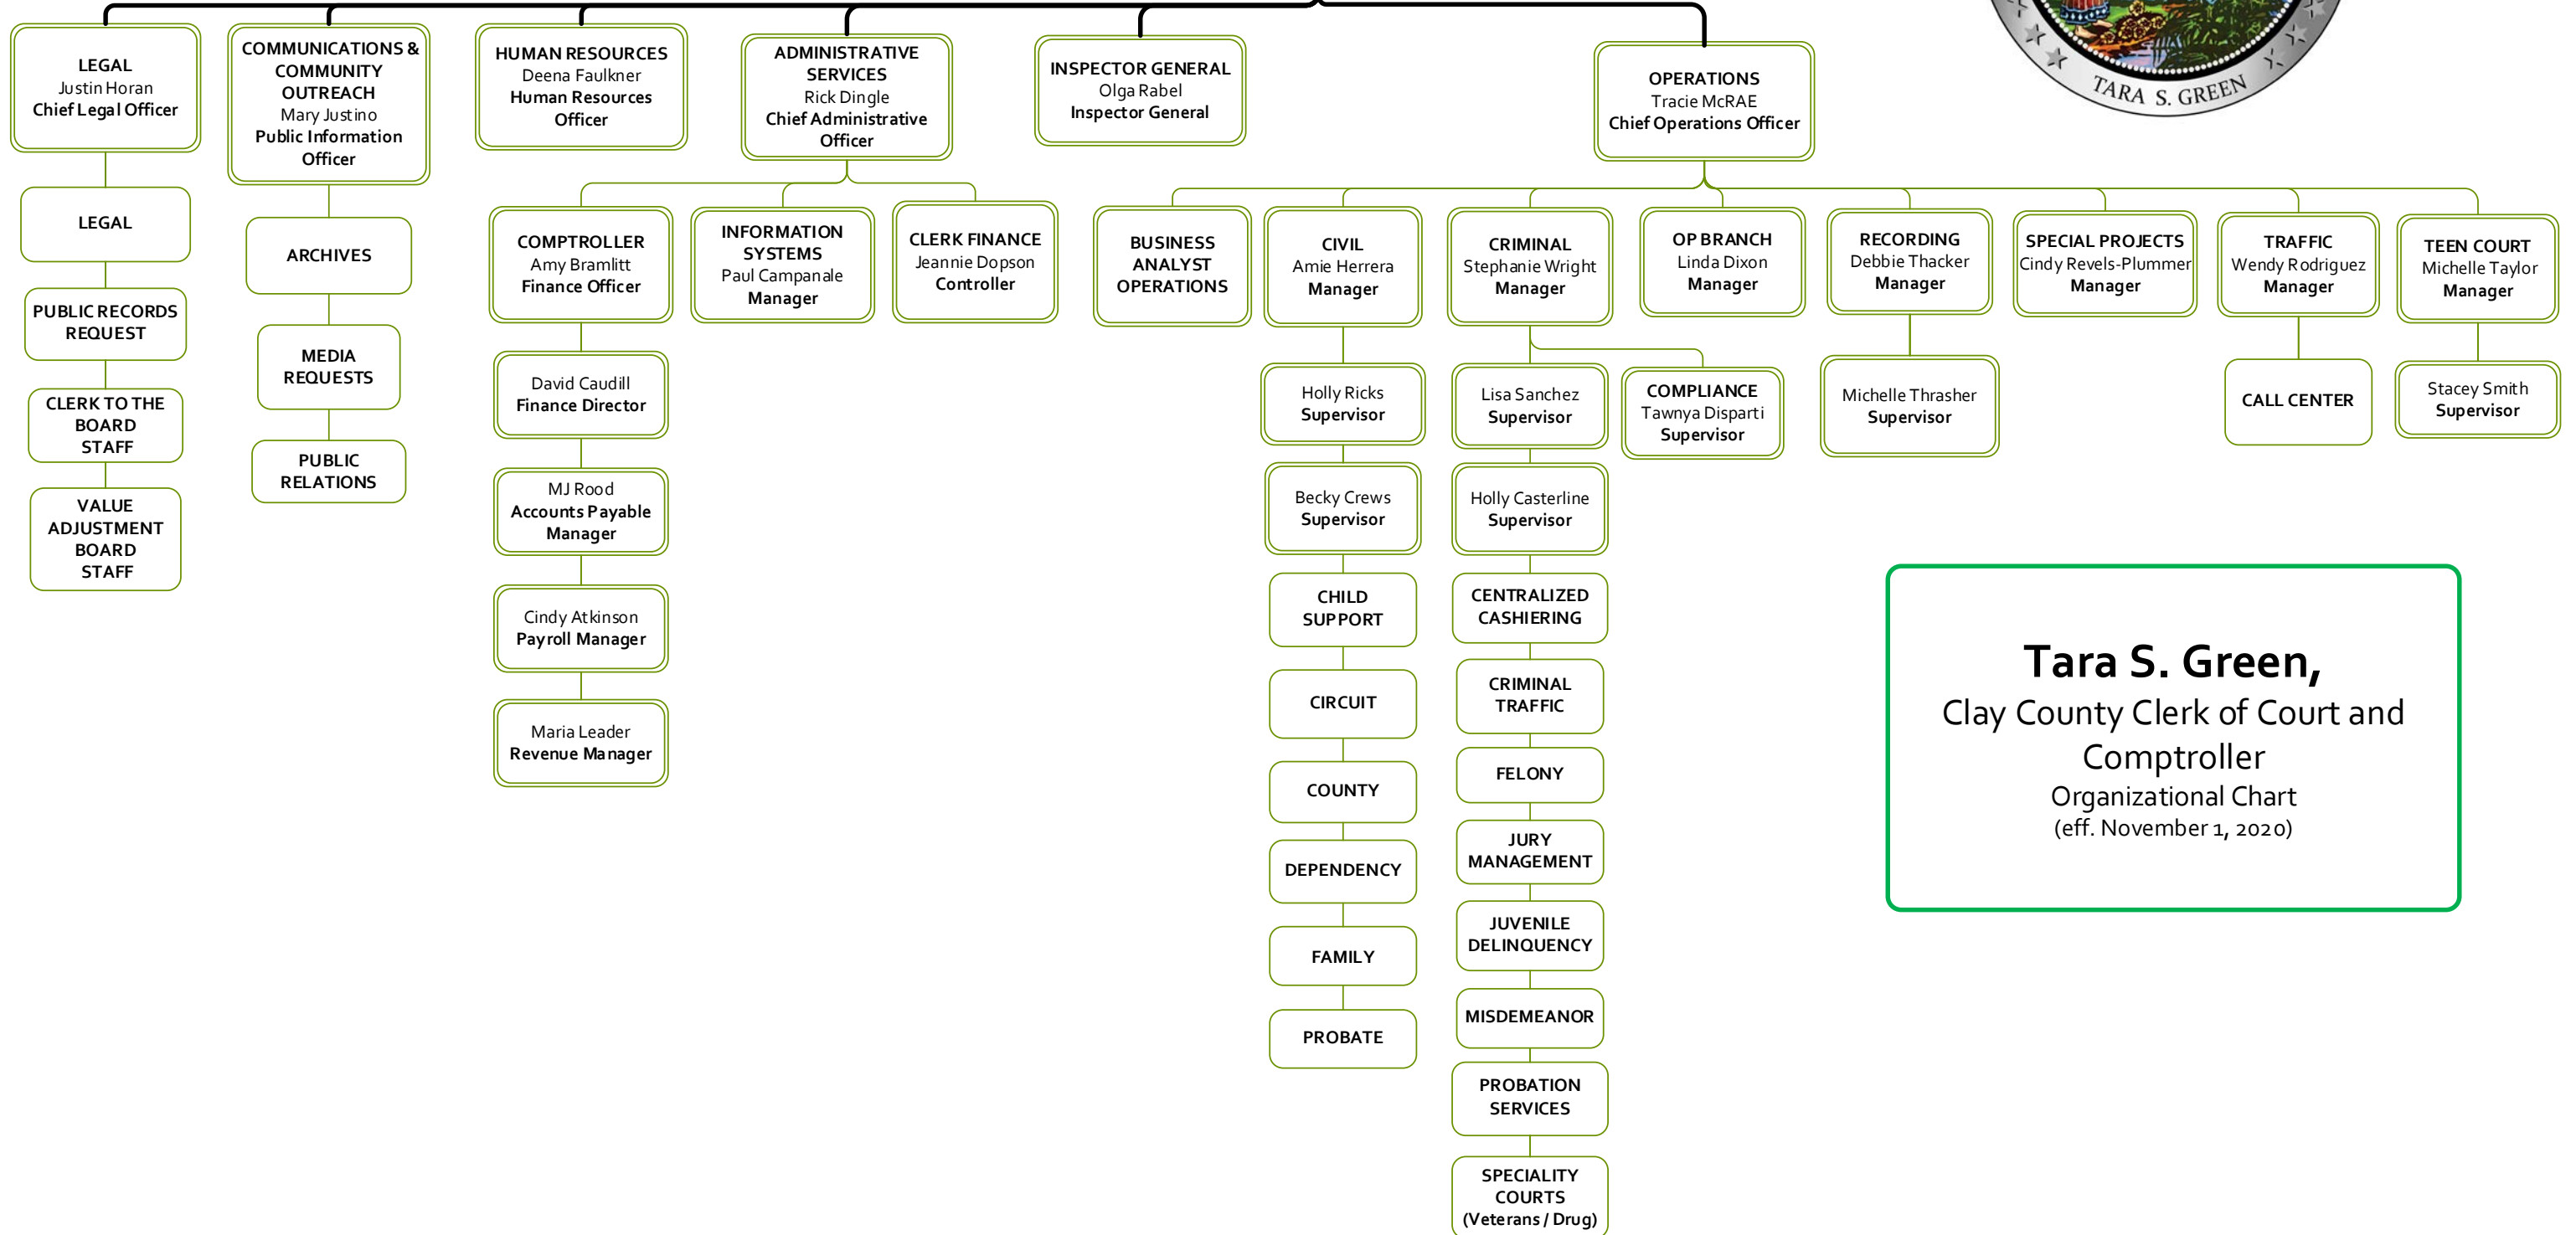 TARA S. GREEN
LEGAL
Justin Horan
Chief Legal Officer
COMMUNICATIONS &
COMMUNITY
OUTREACH
Mary Justino
Public Information
Officer
HUMAN RESOURCES
Deena Faulkner
Human Resources
Officer
ADMINISTRATIVE
SERVICES
Rick Dingle
Chief Administrative
Officer
INSPECTOR GENERAL
Olga Rabel
Inspector General
OPERATIONS
Tracie McRAE
Chief Operations Officer
LEGAL
PUBLIC RECORDS
REQUEST
CLERK TO THE
BOARD
STAFF
VALUE
ADJUSTMENT
BOARD
STAFF
ARCHIVES
MEDIA
REQUESTS
PUBLIC
RELATIONS
COMPTROLLER
Amy Bramlitt
Finance Officer
David Caudill
Finance Director
MJ Rood
Accounts Payable
Manager
Cindy Atkinson
Payroll Manager
Maria Leader
Revenue Manager
INFORMATION
SYSTEMS
Paul Campanale
Manager
CLERK FINANCE
Jeannie Dopson
Controller
BUSINESS
ANALYST
OPERATIONS
CIVIL
Amie Herrera
Manager
Holly Ricks
Supervisor
Becky Crews
Supervisor
CHILD
SUPPORT
CIRCUIT
COUNTY
DEPENDENCY
FAMILY
PROBATE
CRIMINAL
Stephanie Wright
Manager
Lisa Sanchez
Supervisor
Holly Casterline
Supervisor
CENTRALIZED
CASHIERING
CRIMINAL
TRAFFIC
FELONY
JURY
MANAGEMENT
JUVENILE
DELINQUENCY
MISDEMEANOR
PROBATION
SERVICES
SPECIALITY
COURTS
(Veterans / Drug)
COMPLIANCE
Tawnya Disparti
Supervisor
OP BRANCH
Linda Dixon
Manager
RECORDING
Debbie Thacker
Manager
Michelle Thrasher
Supervisor
SPECIAL PROJECTS
Cindy Revels-Plummer
Manager
TRAFFIC
Wendy Rodriguez
Manager
CALL CENTER
TEEN COURT
Michelle Taylor
Manager
Stacey Smith
Supervisor
Tara S. Green,
Clay County Clerk of Court and
Comptroller
Organizational Chart
(eff. November 1, 2020)